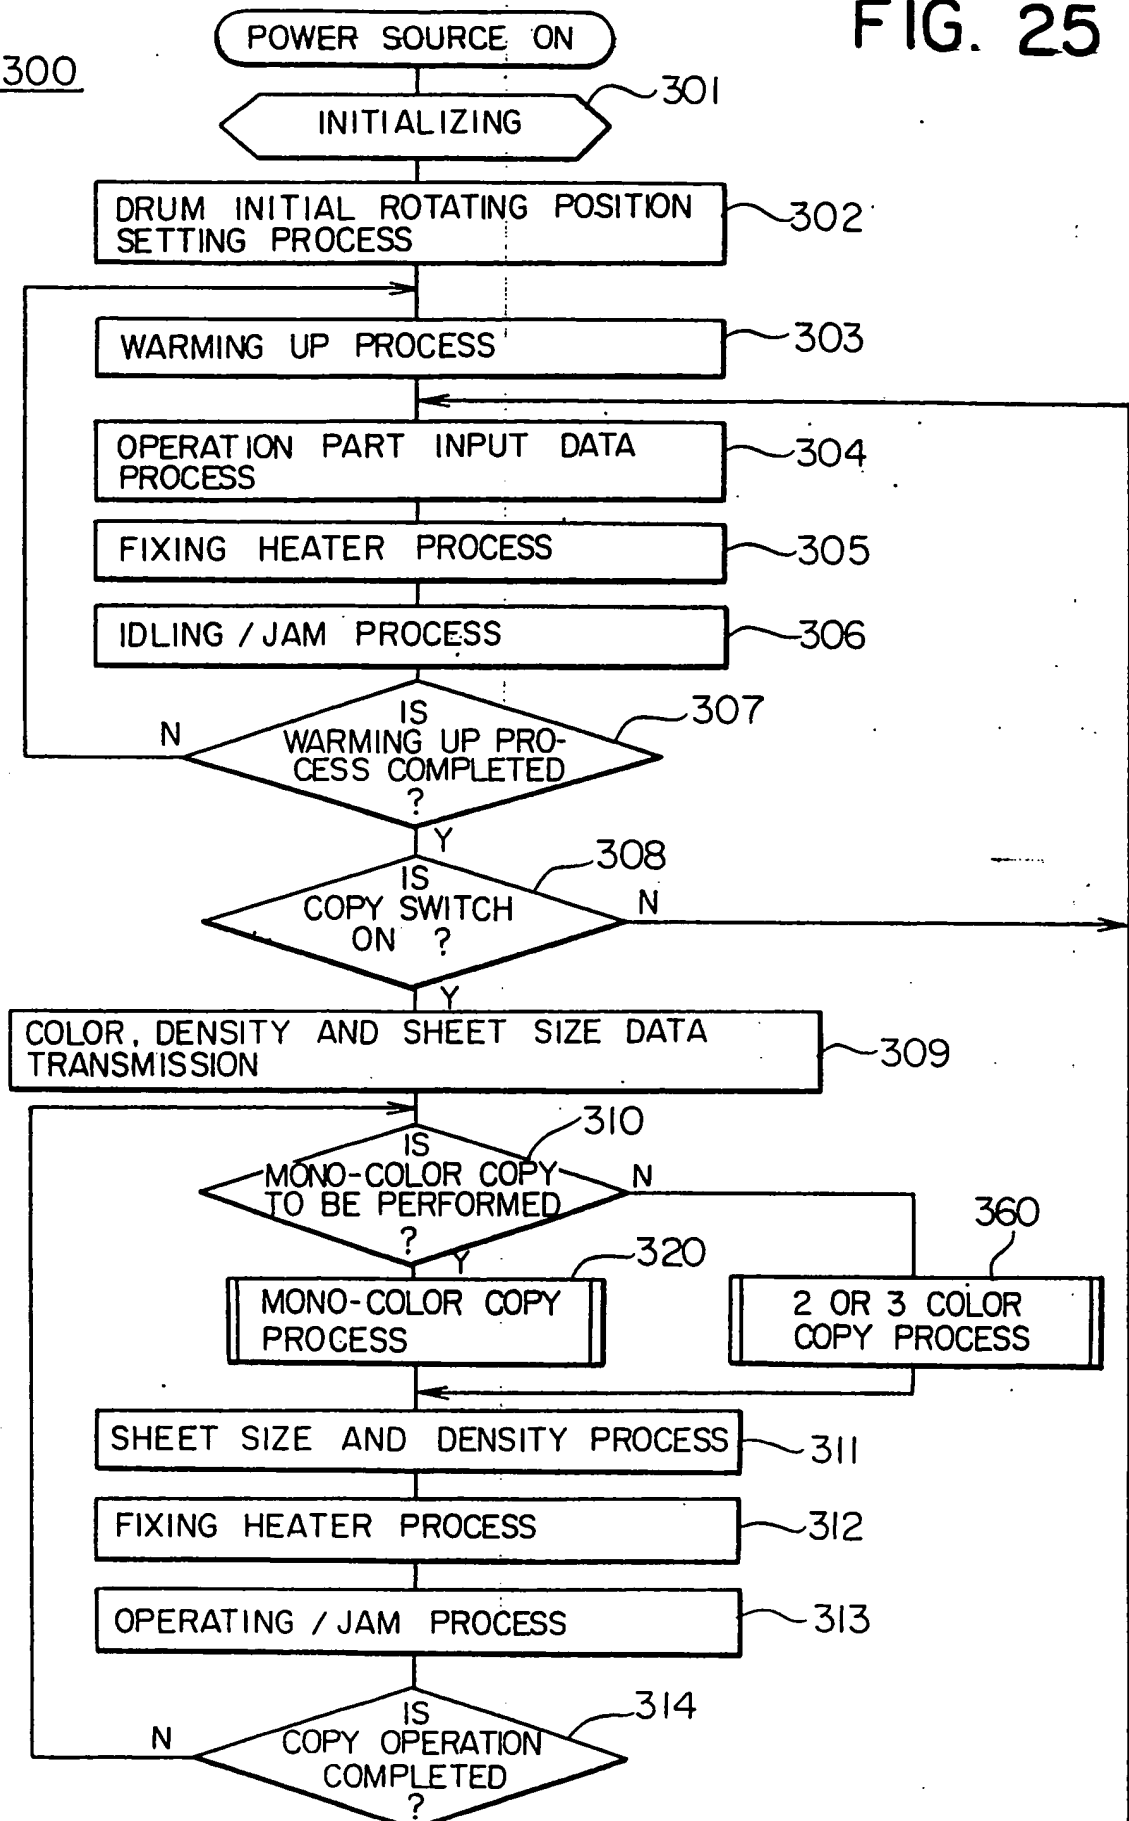 FIG. 25
300
POWER SOURCE ON
301
INITIALIZING
DRUM INITIAL ROTATING POSITION
SETTING PROCESS
302
WARMING UP PROCESS
303
OPERATION PART INPUT DATA
PROCESS
304
FIXING HEATER PROCESS
305
IDLING / JAM PROCESS
306
307
IS
WARMING UP PRO-
CESS COMPLETED
?
N
Y
308
IS
COPY SWITCH
ON ?
N
Y
COLOR, DENSITY AND SHEET SIZE DATA
TRANSMISSION
309
310
IS
MONO-COLOR COPY
TO BE PERFORMED
?
N
Y
320
MONO-COLOR COPY
PROCESS
360
2 OR 3 COLOR
COPY PROCESS
SHEET SIZE AND DENSITY PROCESS
311
FIXING HEATER PROCESS
312
OPERATING / JAM PROCESS
313
314
IS
COPY OPERATION
COMPLETED
?
N